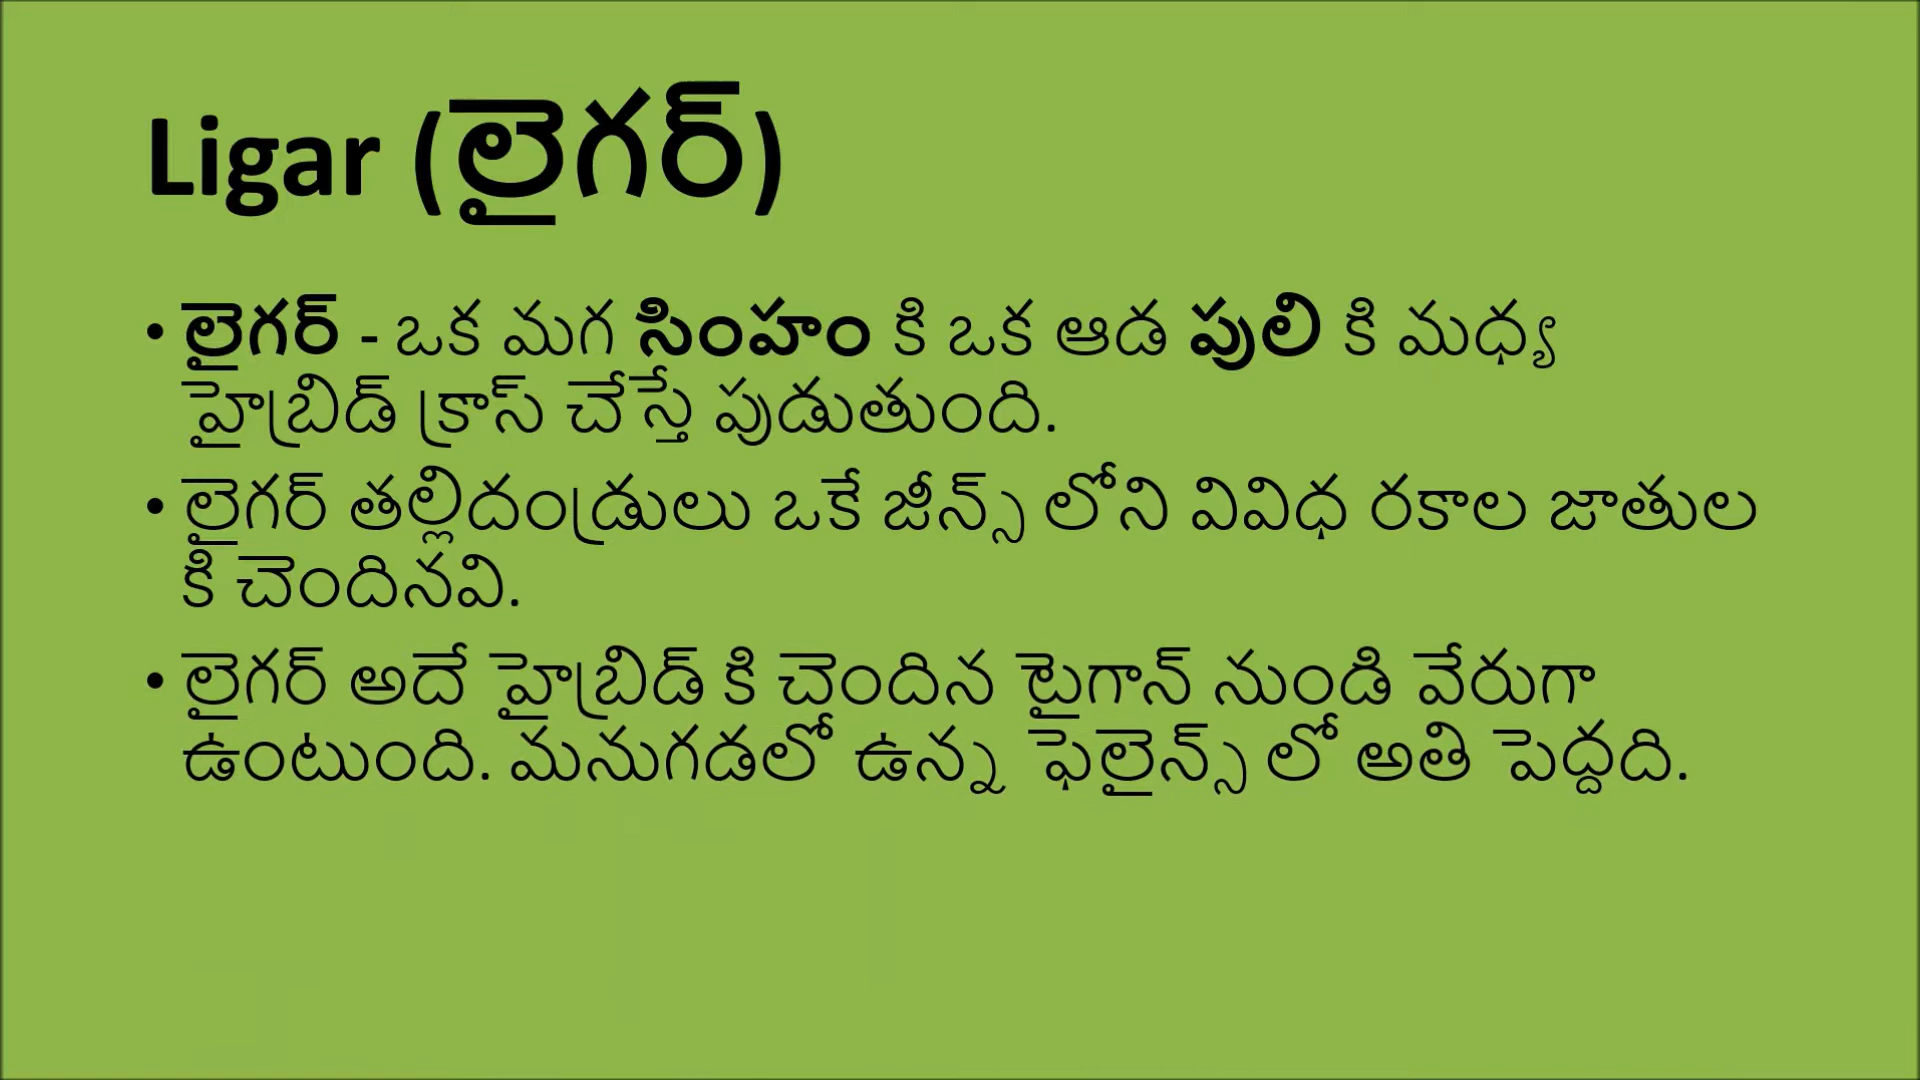 Ligar (లైగర్)
• లైగర్ - ఒక మగ సింహం కి ఒక ఆడ పులి కి మధ్య
హైబ్రిడ్ క్రాస్ చేస్తే పుడుతుంది.
• లైగర్ తల్లిదండ్రులు ఒకే జీన్స్ లోని వివిధ రకాల జాతుల
కి చెందినవి.
• లైగర్ అదే హైబ్రిడ్ కి చెందిన టైగాన్ నుండి వేరుగా
ఉంటుంది. మనుగడలో ఉన్న ఫెలైన్స్ లో అతి పెద్దది.